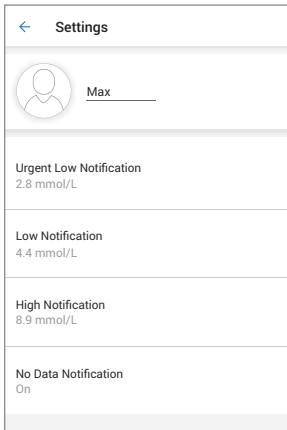 Settings
Max
Urgent Low Notification
2.8 mmol/L
Low Notification
4.4 mmol/L
High Notification
8.9 mmol/L
No Data Notification
On